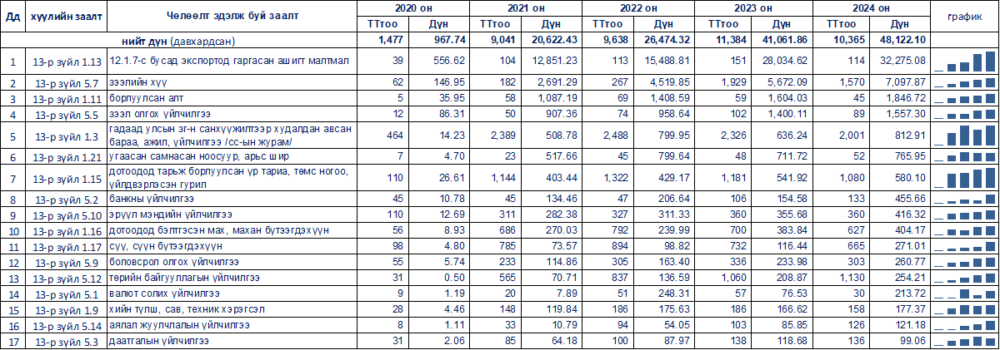 Дд хүүлийн заалт Чөлөөлт эдэлж буй заалт 2020 он 2021 он 2022 он 2023 он 2024 он график
ТТтоо Дүн ТТтоо Дүн ТТтоо Дүн ТТтоо Дүн ТТтоо Дүн
нийт дүн (давхардсан) 1,477 967.74 9,041 20,622.43 9,638 26,474.32 11,384 41,061.86 10,365 48,122.10
1 13-р зүйл 1.13 12.1.7-с бусад экспортод гаргасан ашигт малтмал 39 556.62 104 12,851.23 113 15,488.81 151 28,034.62 114 32,275.08
2 13-р зүйл 5.7 зээлийн хүү 62 146.95 182 2,691.29 267 4,519.85 1,929 5,672.09 1,570 7,097.87
3 13-р зүйл 1.11 борлуулсан алт 5 35.95 58 1,087.19 69 1,408.59 59 1,604.03 45 1,846.72
4 13-р зүйл 5.5 зээл олгох үйлчилгээ 12 86.31 50 907.36 74 958.64 102 1,400.11 89 1,557.30
5 13-р зүйл 1.3 гадаад улсын зг-н санхүүжилтээр худалдан авсан бараа, ажил, үйлчилгээ /сс-ын журам/ 464 14.23 2,389 508.78 2,488 799.95 2,326 636.24 2,001 812.91
6 13-р зүйл 1.21 угаасан самнасан ноосуур, арьс шир 7 4.70 23 517.66 45 799.64 48 711.72 52 765.95
7 13-р зүйл 1.15 дотоодод тарьж борлуулсан үр тариа, төмс ногоо, үйлдвэрлэсэн гурил 110 26.61 1,144 403.44 1,322 429.17 1,181 541.92 1,080 580.10
8 13-р зүйл 5.2 банкны үйлчилгээ 45 10.78 45 134.46 47 206.64 106 154.58 133 455.66
9 13-р зүйл 5.10 эрүүл мэндийн үйлчилгээ 110 12.69 311 282.38 327 311.33 360 355.68 360 416.32
10 13-р зүйл 1.16 дотоодод бэлтгэсэн мах, махан бүтээгдэхүүн 56 8.93 686 270.03 792 239.99 700 383.84 627 404.17
11 13-р зүйл 1.17 сүү, сүүн бүтээгдэхүүн 98 4.80 785 73.57 894 98.82 732 116.44 665 271.01
12 13-р зүйл 5.9 боловсрол олгох үйлчилгээ 55 5.74 233 114.86 305 163.40 336 233.98 303 260.77
13 13-р зүйл 5.12 төрийн байгууллагын үйлчилгээ 31 0.50 565 70.71 837 136.59 1,060 208.87 1,130 254.21
14 13-р зүйл 5.1 валют солих үйлчилгээ 9 1.19 20 7.89 51 248.31 57 76.53 30 213.72
15 13-р зүйл 1.9 хийн түлш, сав, техник хэрэгсэл 28 4.46 148 119.84 186 175.63 186 166.62 158 177.37
16 13-р зүйл 5.14 аялал жуулчлалын үйлчилгээ 8 1.11 33 10.79 94 54.05 103 85.85 126 121.18
17 13-р зүйл 5.3 даатгалын үйлчилгээ 31 2.06 85 64.18 100 87.97 138 118.68 136 99.06